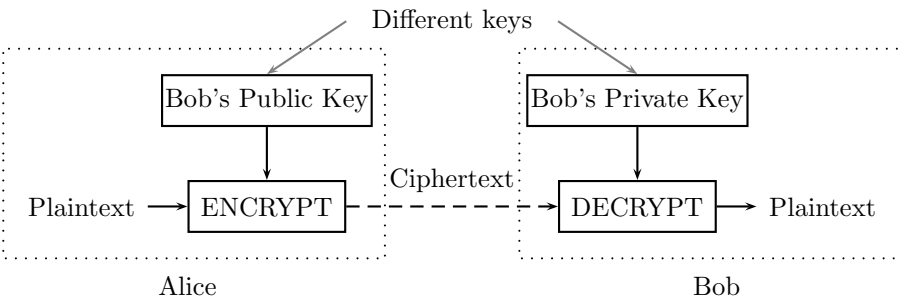 Different keys
Bob's Public Key
Bob's Private Key
Ciphertext
Plaintext
ENCRYPT
DECRYPT
Plaintext
Alice
Bob